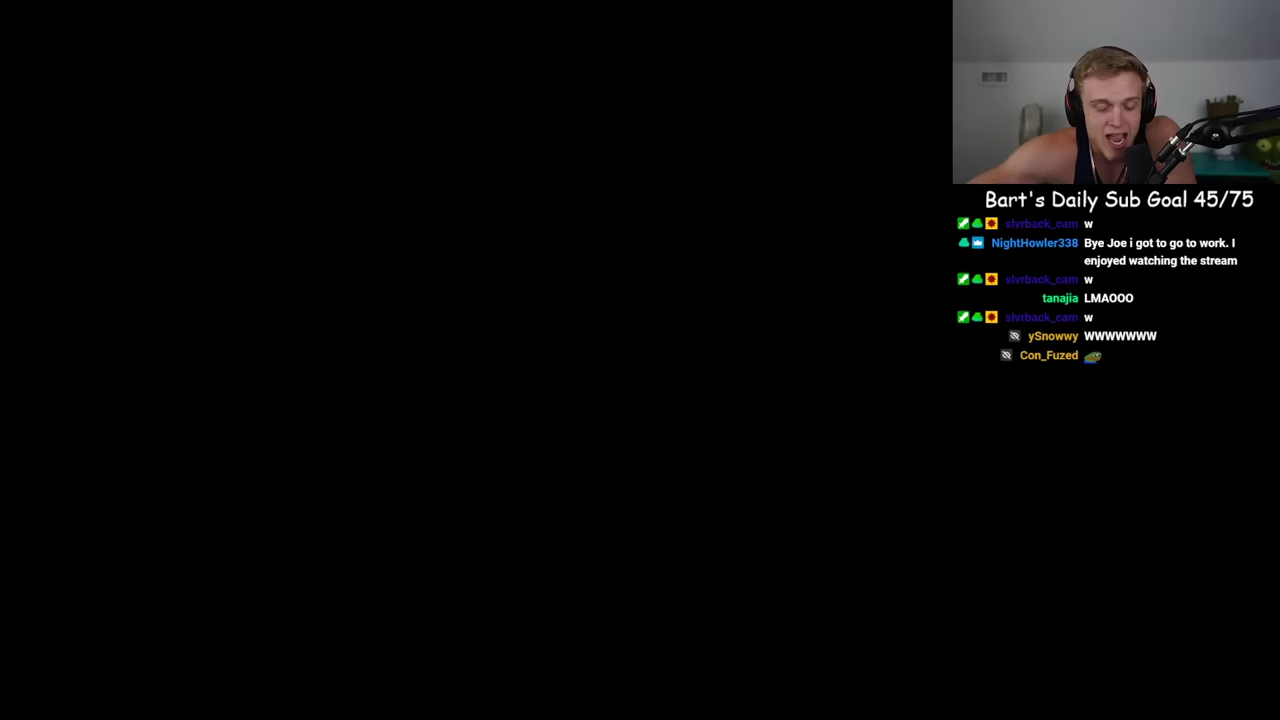 Bart's Daily Sub Goal 45/75
slvrback_cam w
NightHowler338 Bye Joe i got to go to work. I
enjoyed watching the stream
slvrback_cam w
tanajia LMAOOO
slvrback_cam w
ySnowwy WWWWWWW
Con_Fuzed